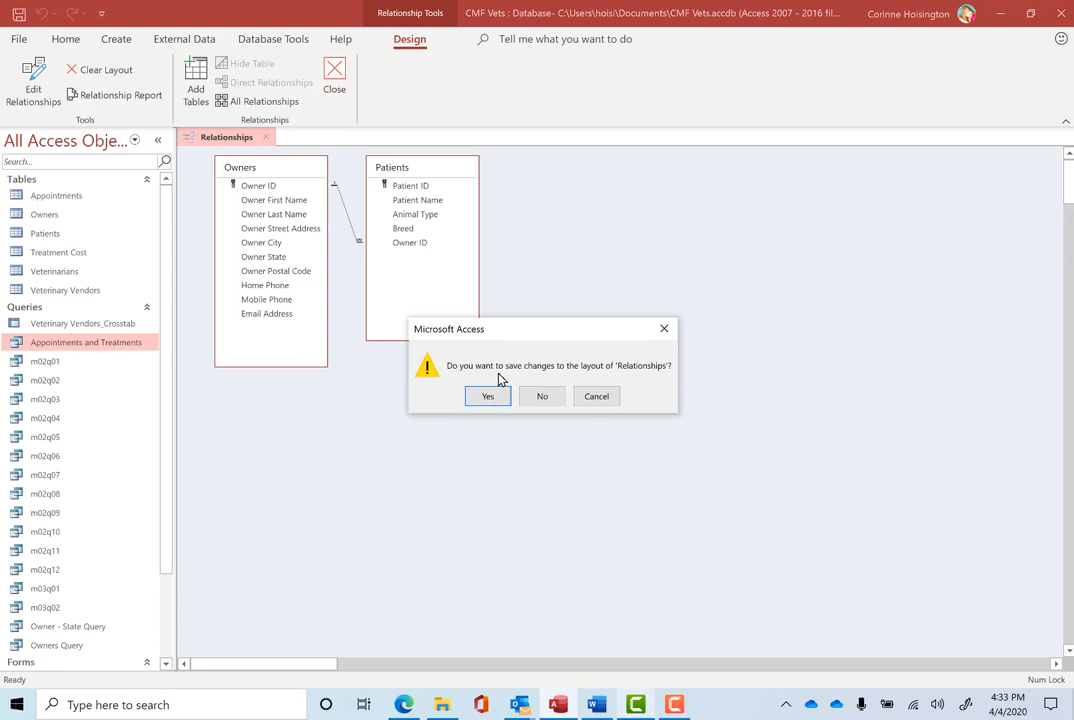 Relationship Tools
CMF Vets : Database- C:\Users\hoisi\Documents\CMF Vets.accdb (Access 2007 - 2016 file...
Corinne Hoisington
File Home Create External Data Database Tools Help Design Tell me what you want to do
Edit Relationships
Clear Layout
Relationship Report
Tools
Add Tables
Hide Table
Direct Relationships
All Relationships
Close
Relationships
All Access Obje...
Search...
Tables
Appointments
Owners
Patients
Treatment Cost
Veterinarians
Veterinary Vendors
Queries
Veterinary Vendors_Crosstab
Appointments and Treatments
m02q01
m02q02
m02q03
m02q04
m02q05
m02q06
m02q07
m02q08
m02q09
m02q10
m02q11
m02q12
m03q01
m03q02
Owner - State Query
Owners Query
Forms
Relationships
Owners
Owner ID
Owner First Name
Owner Last Name
Owner Street Address
Owner City
Owner State
Owner Postal Code
Home Phone
Mobile Phone
Email Address
Patients
Patient ID
Patient Name
Animal Type
Breed
Owner ID
1
∞
Microsoft Access
Do you want to save changes to the layout of 'Relationships'?
Yes No Cancel
Ready
Num Lock
Type here to search
4:33 PM
4/4/2020